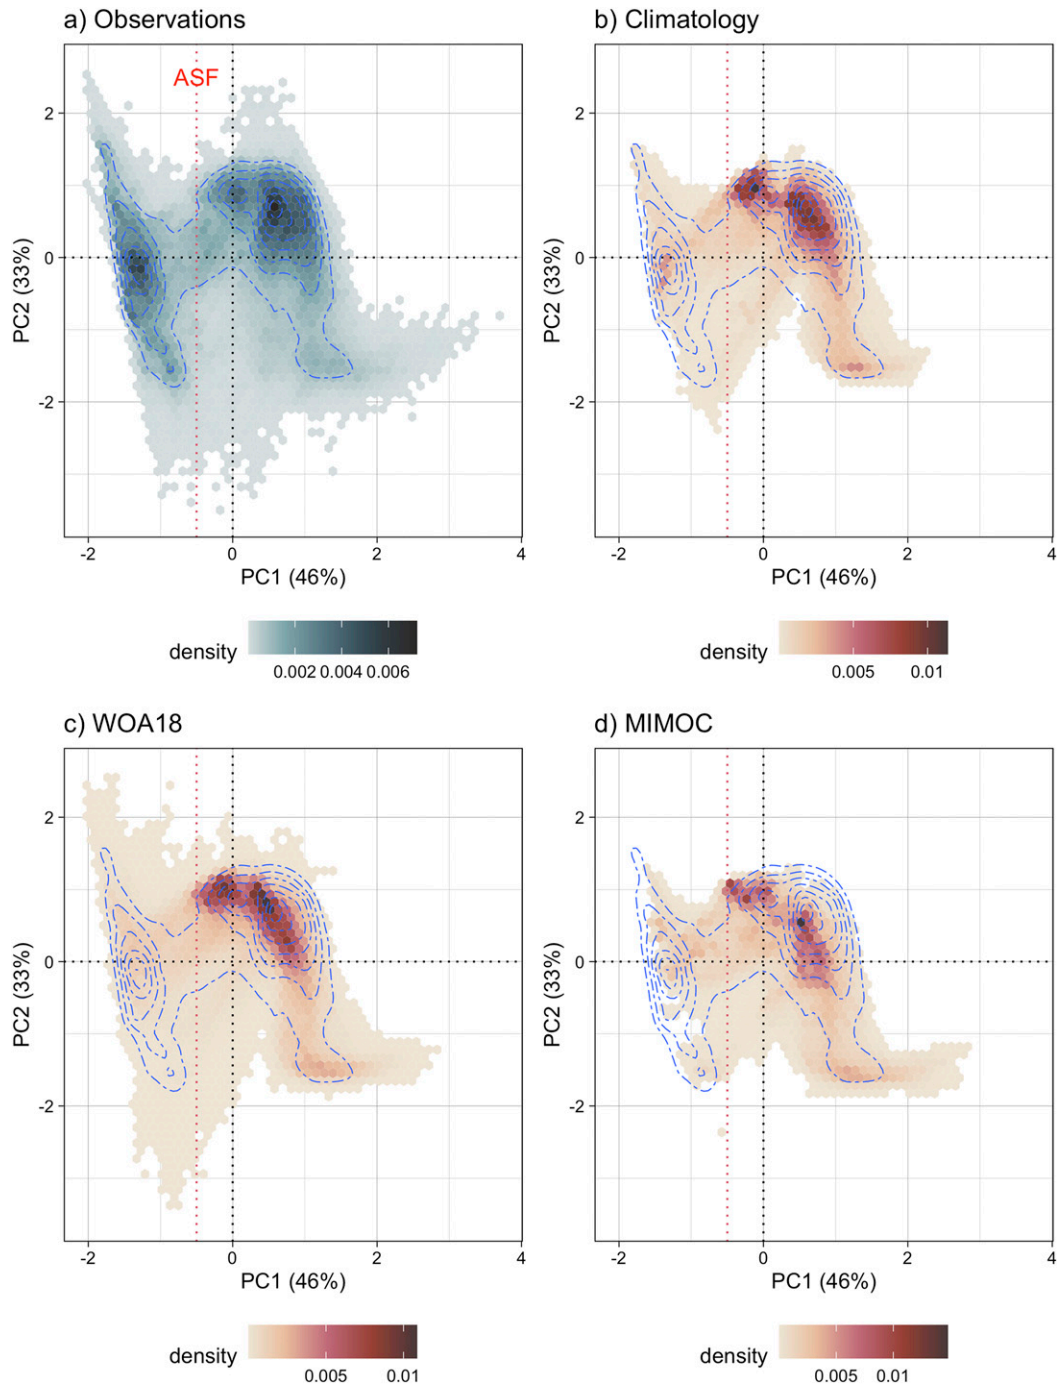 a) Observations
b) Climatology
ASF
2
0
-2
PC2 (33%)
-2
0
2
4
PC1 (46%)
2
0
-2
PC2 (33%)
-2
0
2
4
PC1 (46%)
density
0.002 0.004 0.006
density
0.005 0.01
c) WOA18
d) MIMOC
2
0
-2
PC2 (33%)
-2
0
2
4
PC1 (46%)
2
0
-2
PC2 (33%)
-2
0
2
4
PC1 (46%)
density
0.005 0.01
density
0.005 0.01